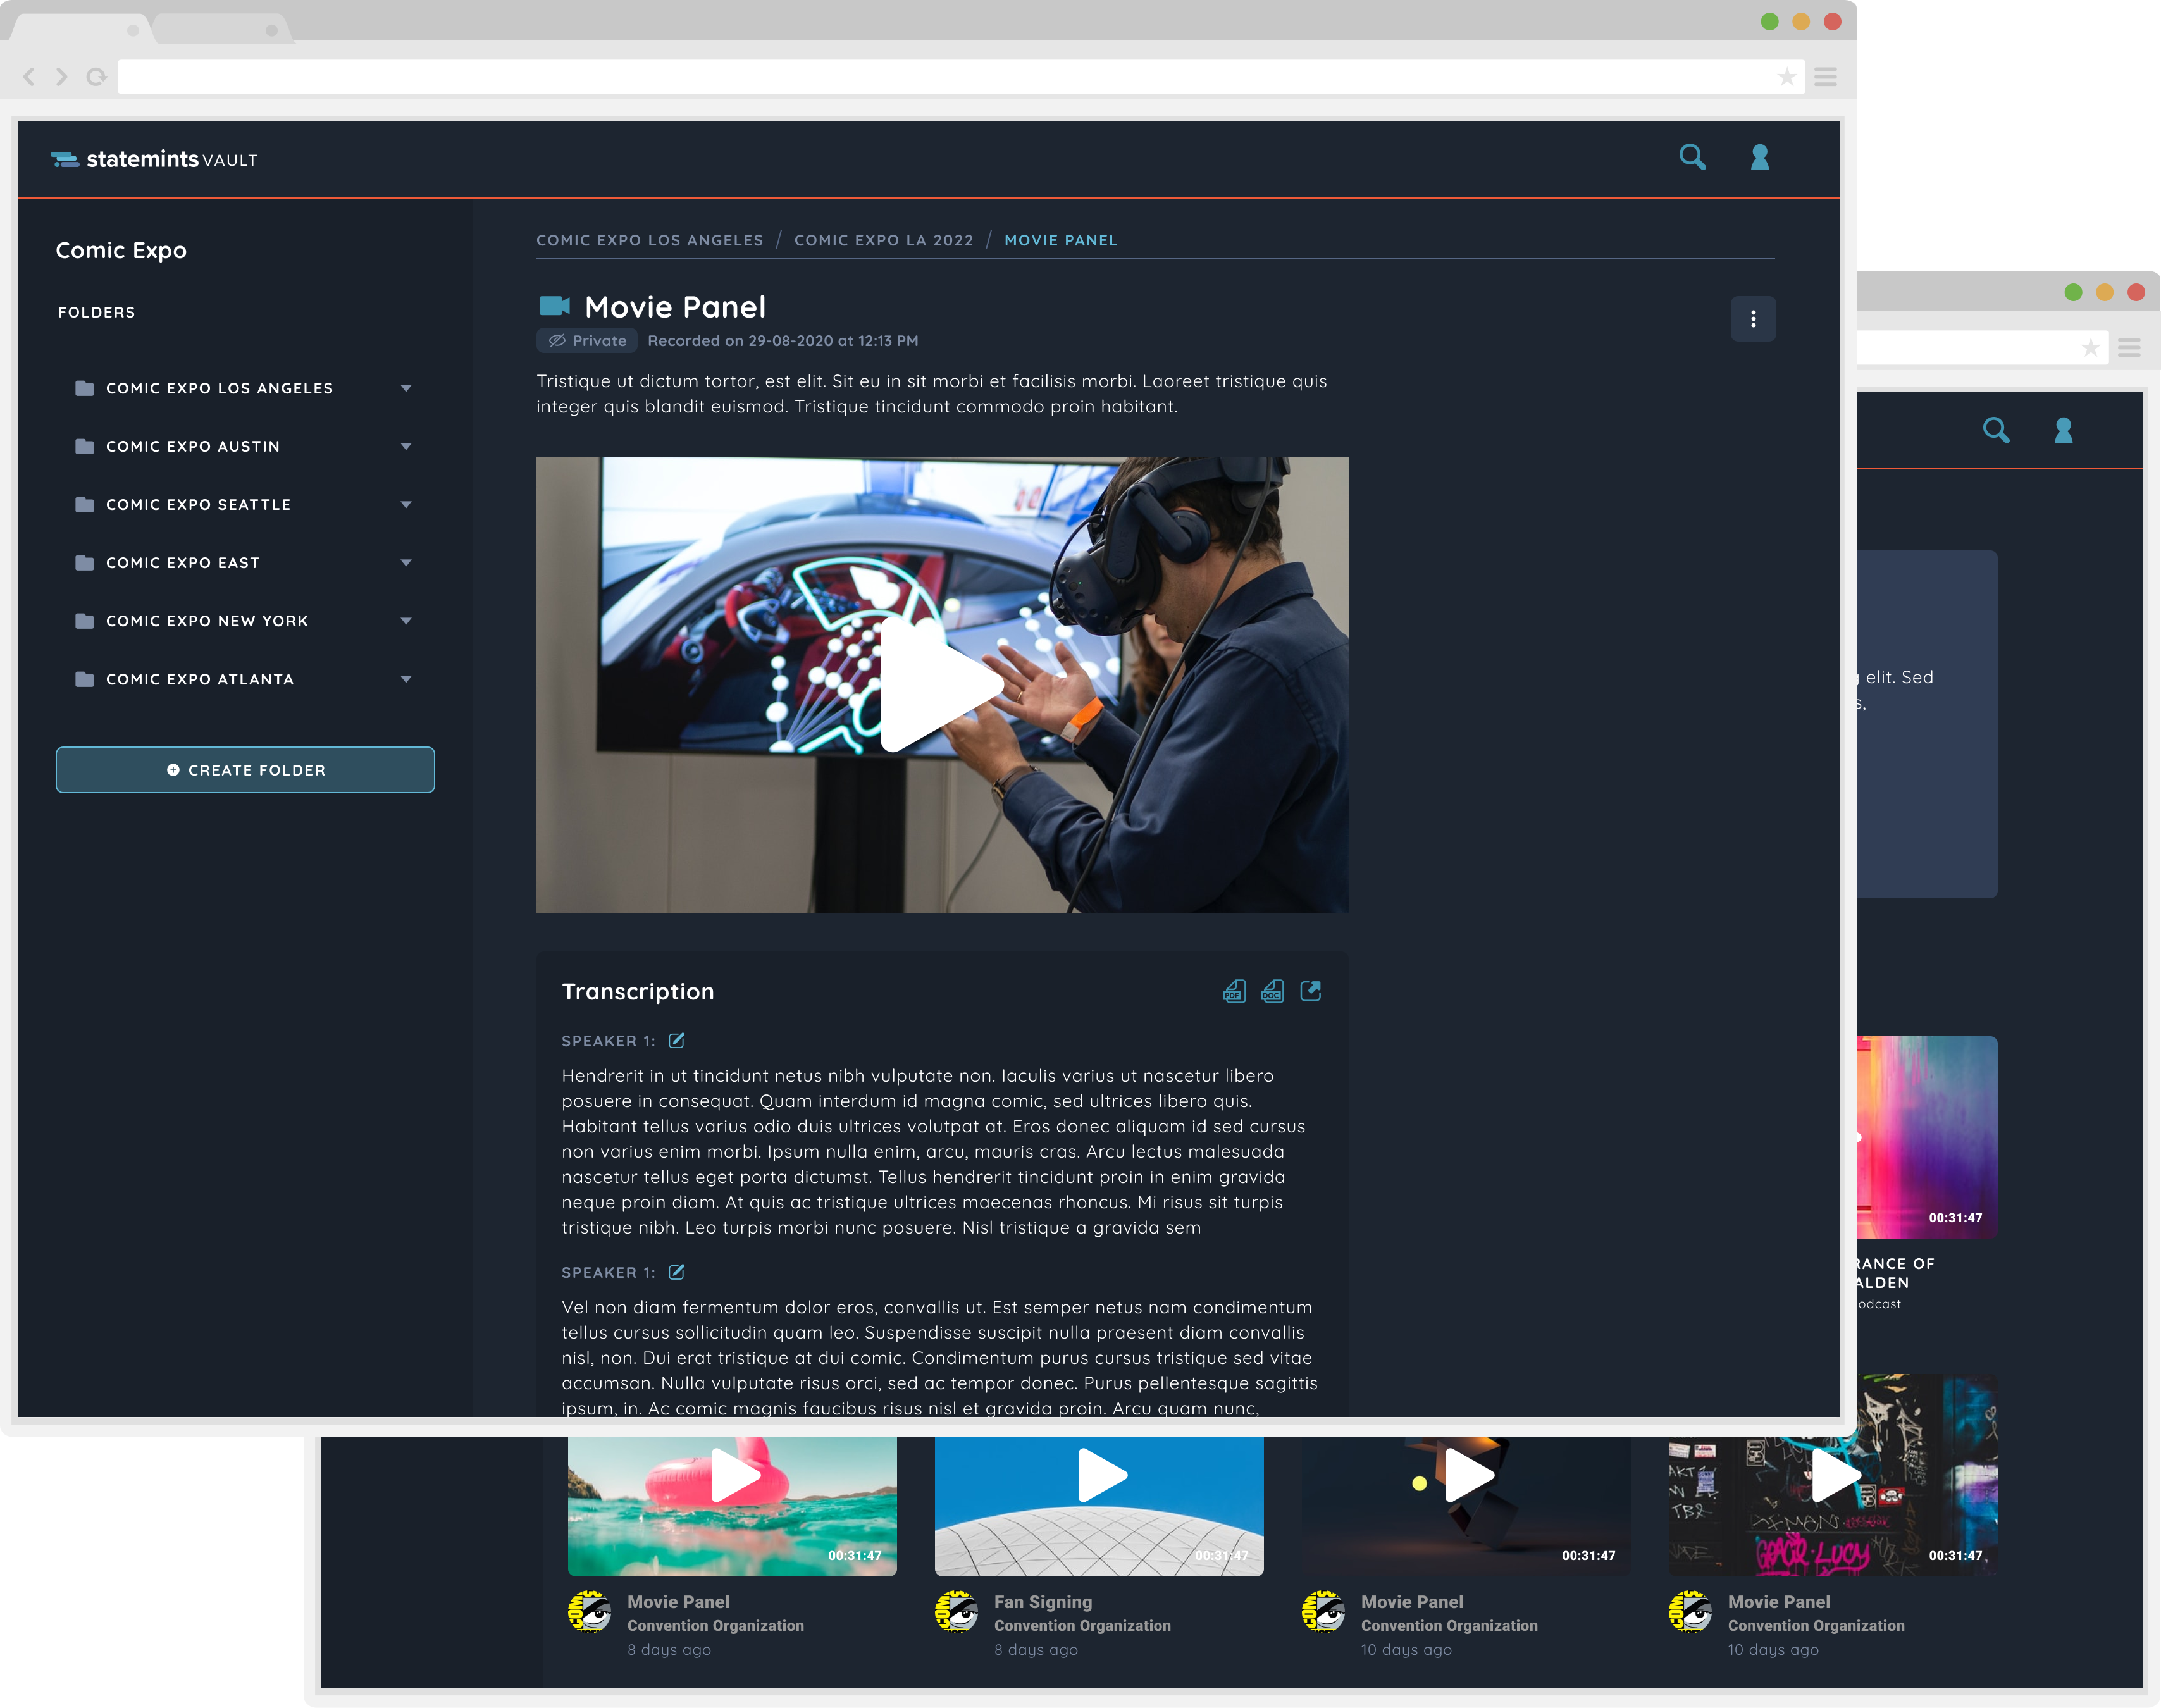 statemints VAULT
Comic Expo
FOLDERS
COMIC EXPO LOS ANGELES
COMIC EXPO AUSTIN
COMIC EXPO SEATTLE
COMIC EXPO EAST
COMIC EXPO NEW YORK
COMIC EXPO ATLANTA
CREATE FOLDER
COMIC EXPO LOS ANGELES / COMIC EXPO LA 2022 / MOVIE PANEL
Movie Panel
Private Recorded on 29-08-2020 at 12:13 PM
Tristique ut dictum tortor, est elit. Sit eu in sit morbi et facilisis morbi. Laoreet tristique quis
integer quis blandit euismod. Tristique tincidunt commodo proin habitant.
Transcription
PDF DOC
SPEAKER 1:
Hendrerit in ut tincidunt netus nibh vulputate non. Iaculis varius ut nascetur libero
posuere in consequat. Quam interdum id magna comic, sed ultrices libero quis.
Habitant tellus varius odio duis ultrices volutpat at. Eros donec aliquam id sed cursus
non varius enim morbi. Ipsum nulla enim, arcu, mauris cras. Arcu lectus malesuada
nascetur tellus eget porta dictumst. Tellus hendrerit tincidunt proin in enim gravida
neque proin diam. At quis ac tristique ultrices maecenas rhoncus. Mi risus sit turpis
tristique nibh. Leo turpis morbi nunc posuere. Nisl tristique a gravida sem
SPEAKER 1:
Vel non diam fermentum dolor eros, convallis ut. Est semper netus nam condimentum
tellus cursus sollicitudin quam leo. Suspendisse suscipit nulla praesent diam convallis
nisl, non. Dui erat tristique at dui comic. Condimentum purus cursus tristique sed vitae
accumsan. Nulla vulputate risus orci, sed ac tempor donec. Purus pellentesque sagittis
ipsum, in. Ac comic magnis faucibus risus nisl et gravida proin. Arcu quam nunc,
elit. Sed
s,
00:31:47
RANCE OF
ALDEN
odcast
00:31:47
00:31:47
00:31:47
GRACE LUCY
00:31:47
Movie Panel
Convention Organization
8 days ago
Fan Signing
Convention Organization
8 days ago
Movie Panel
Convention Organization
10 days ago
Movie Panel
Convention Organization
10 days ago